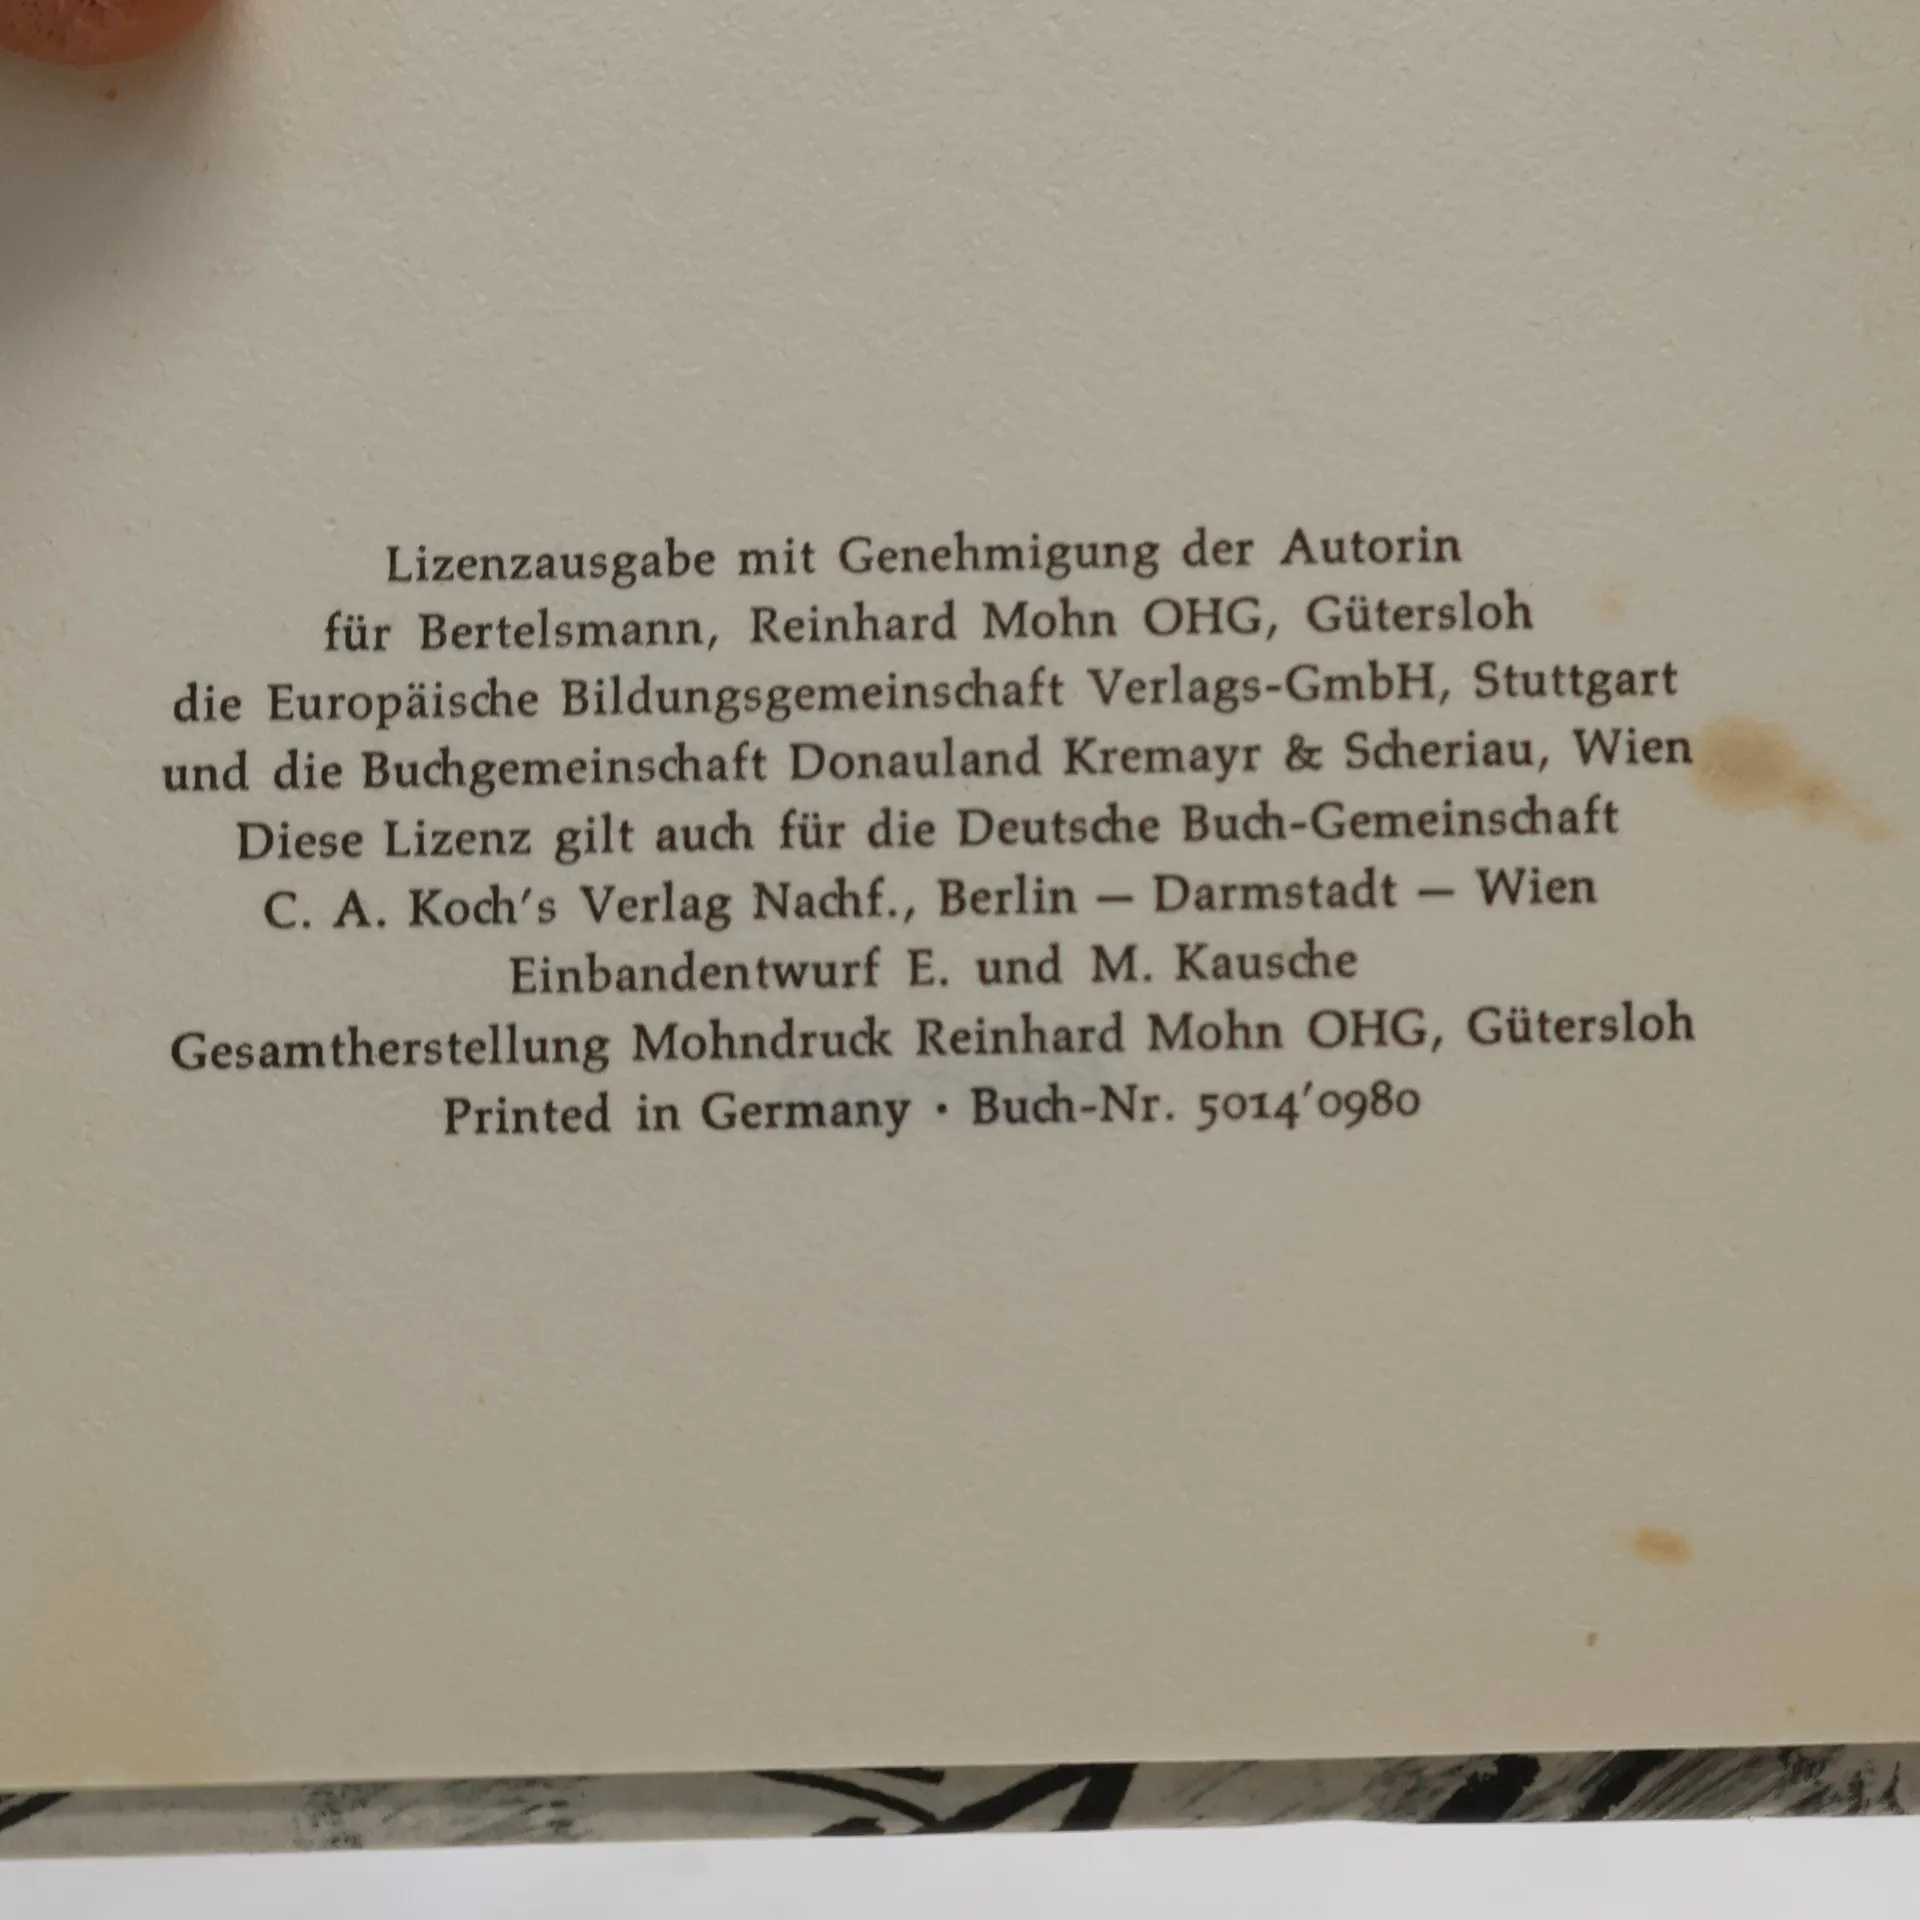 Lizenzausgabe mit Genehmigung der Autorin
für Bertelsmann, Reinhard Mohn OHG, Gütersloh
die Europäische Bildungsgemeinschaft Verlags-GmbH, Stuttgart
und die Buchgemeinschaft Donauland Kremayr & Scheriau, Wien
Diese Lizenz gilt auch für die Deutsche Buch-Gemeinschaft
C. A. Koch's Verlag Nachf., Berlin – Darmstadt – Wien
Einbandentwurf E. und M. Kausche
Gesamtherstellung Mohndruck Reinhard Mohn OHG, Gütersloh
Printed in Germany · Buch-Nr. 5014'0980